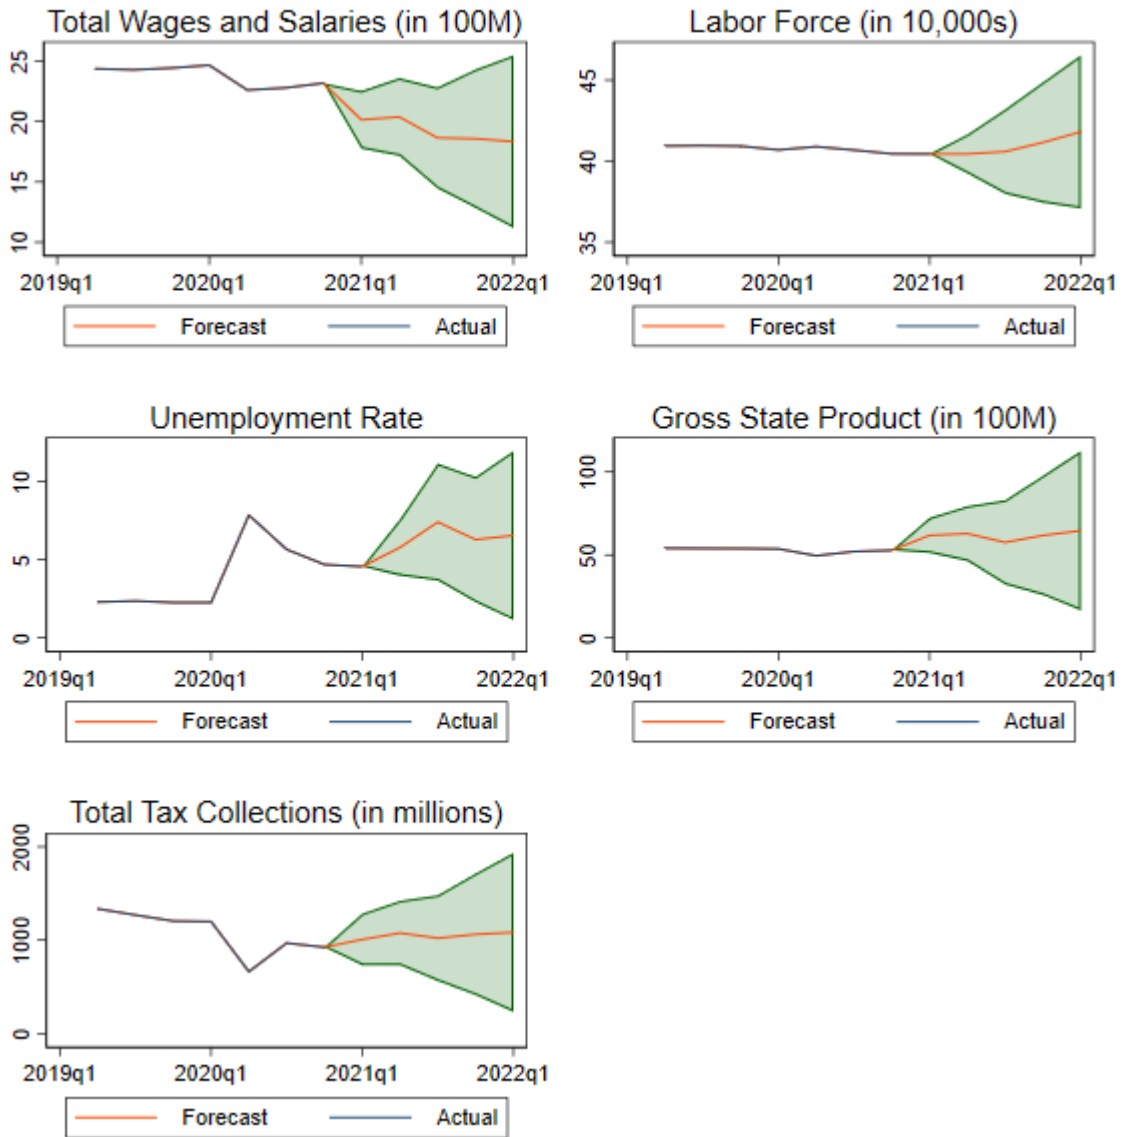 Total Wages and Salaries (in 100M)
25
20
15
10
2019q1 2020q1 2021q1 2022q1
Forecast Actual
Labor Force (in 10,000s)
45
40
35
2019q1 2020q1 2021q1 2022q1
Forecast Actual
Unemployment Rate
10
5
0
2019q1 2020q1 2021q1 2022q1
Forecast Actual
Gross State Product (in 100M)
100
50
0
2019q1 2020q1 2021q1 2022q1
Forecast Actual
Total Tax Collections (in millions)
2000
1000
0
2019q1 2020q1 2021q1 2022q1
Forecast Actual